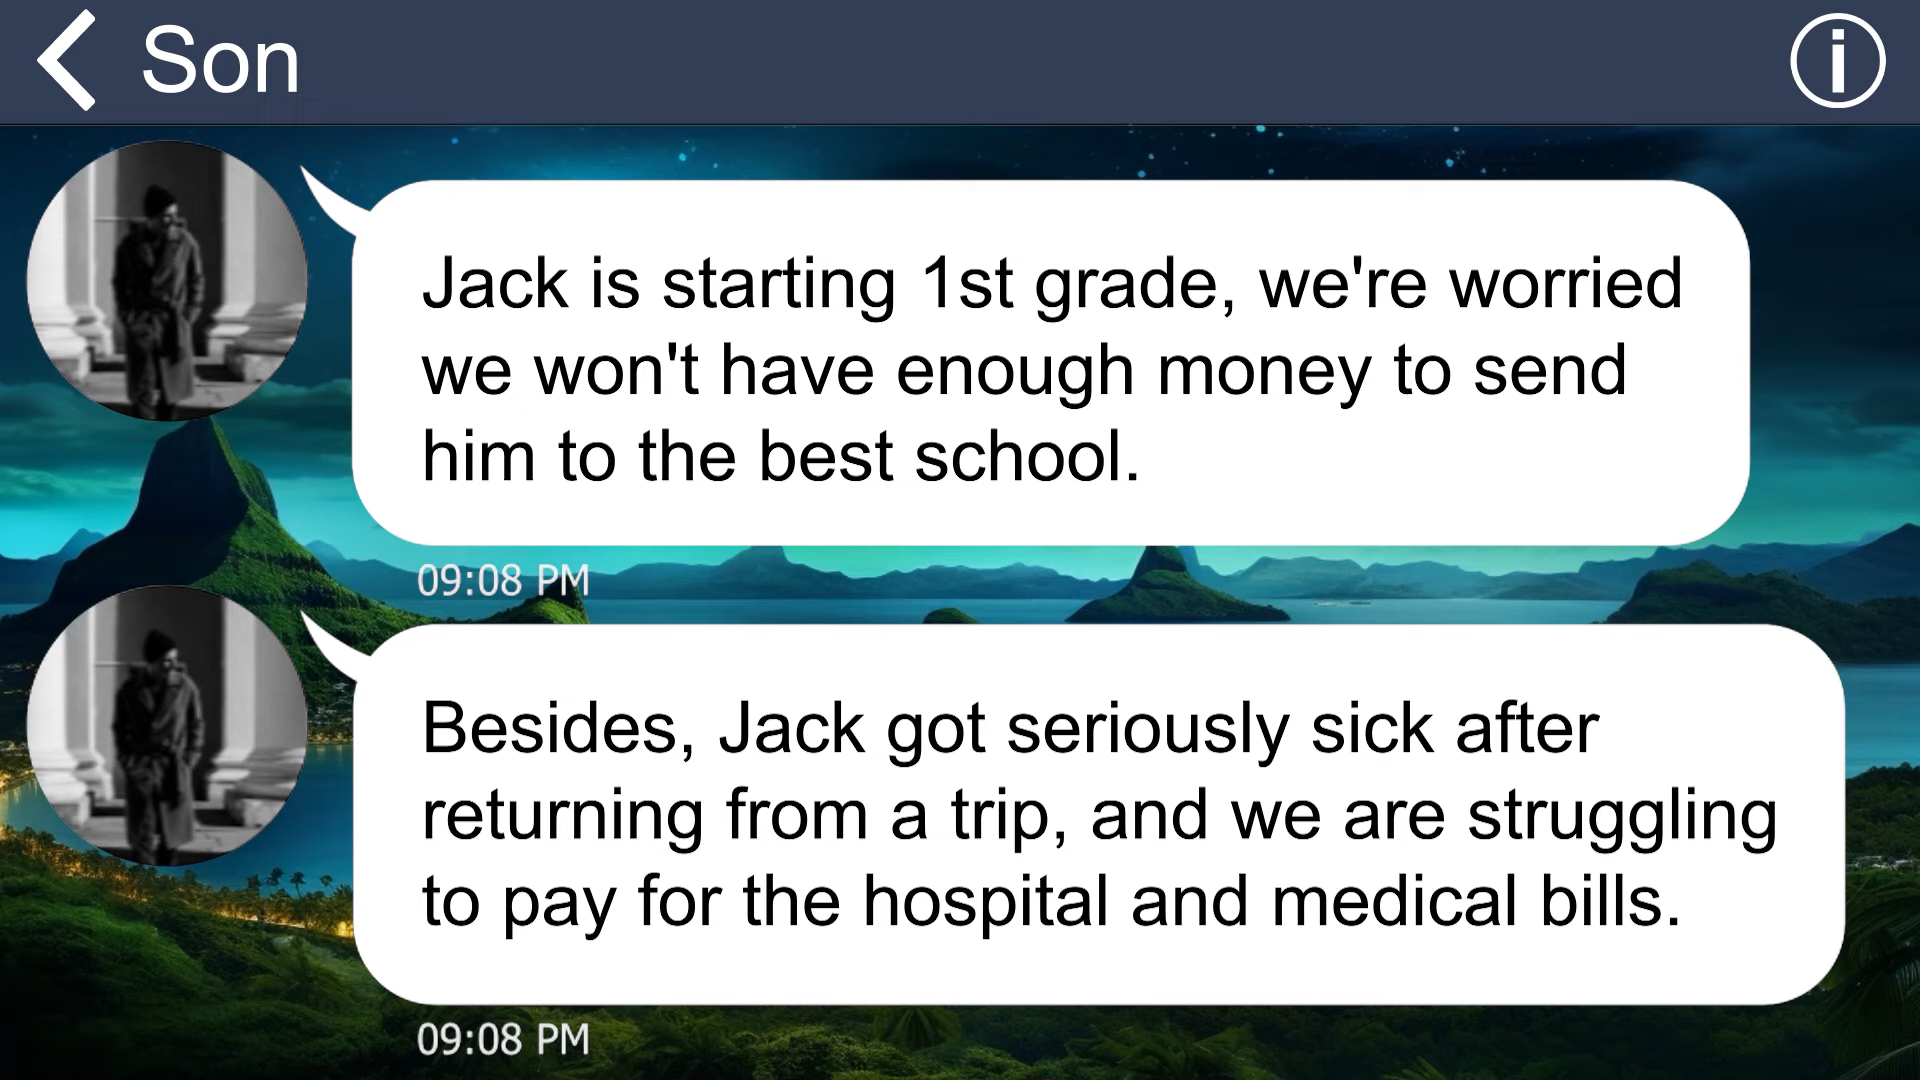 Son
Jack is starting 1st grade, we're worried
we won't have enough money to send
him to the best school.
09:08 PM
Besides, Jack got seriously sick after
returning from a trip, and we are struggling
to pay for the hospital and medical bills.
09:08 PM